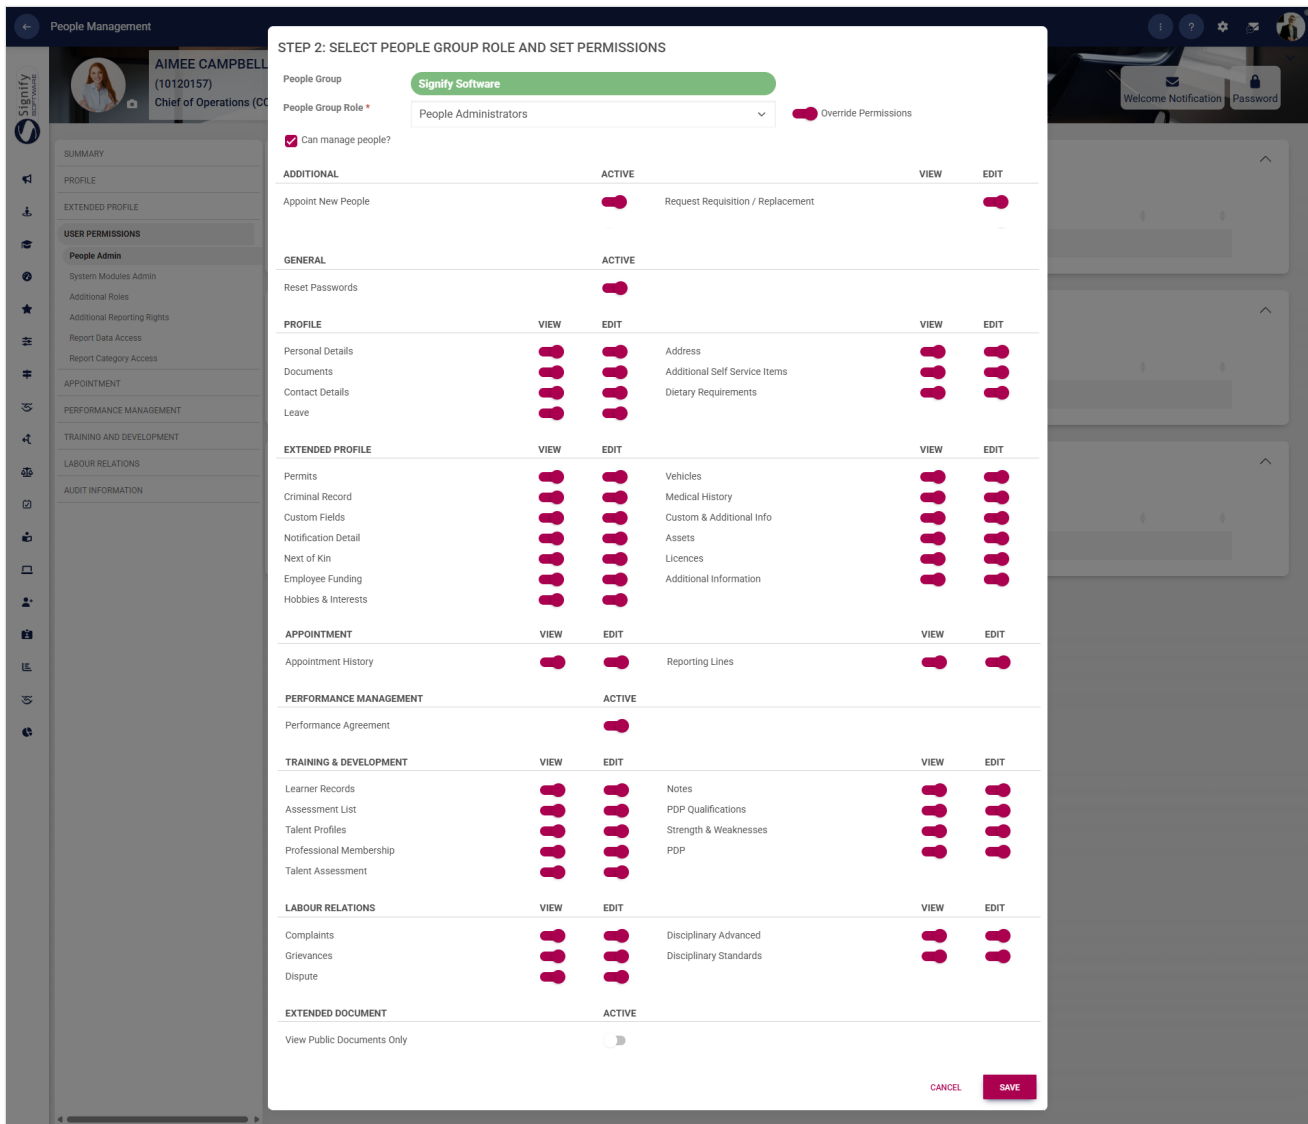 People Management
?
Signify
SOFTWARE
AIMEE CAMPBELL
(10120157)
Chief of Operations (CO
Welcome Notification
Password
SUMMARY
PROFILE
EXTENDED PROFILE
USER PERMISSIONS
People Admin
System Modules Admin
Additional Roles
Additional Reporting Rights
Report Data Access
Report Category Access
APPOINTMENT
PERFORMANCE MANAGEMENT
TRAINING AND DEVELOPMENT
LABOUR RELATIONS
AUDIT INFORMATION
STEP 2: SELECT PEOPLE GROUP ROLE AND SET PERMISSIONS
People Group
Signify Software
People Group Role *
People Administrators
Override Permissions
Can manage people?
ADDITIONAL ACTIVE VIEW EDIT
Appoint New People Request Requisition / Replacement
GENERAL ACTIVE
Reset Passwords
PROFILE VIEW EDIT VIEW EDIT
Personal Details Address
Documents Additional Self Service Items
Contact Details Dietary Requirements
Leave
EXTENDED PROFILE VIEW EDIT VIEW EDIT
Permits Vehicles
Criminal Record Medical History
Custom Fields Custom & Additional Info
Notification Detail Assets
Next of Kin Licences
Employee Funding Additional Information
Hobbies & Interests
APPOINTMENT VIEW EDIT VIEW EDIT
Appointment History Reporting Lines
PERFORMANCE MANAGEMENT ACTIVE
Performance Agreement
TRAINING & DEVELOPMENT VIEW EDIT VIEW EDIT
Learner Records Notes
Assessment List PDP Qualifications
Talent Profiles Strength & Weaknesses
Professional Membership PDP
Talent Assessment
LABOUR RELATIONS VIEW EDIT VIEW EDIT
Complaints Disciplinary Advanced
Grievances Disciplinary Standards
Dispute
EXTENDED DOCUMENT ACTIVE
View Public Documents Only
CANCEL SAVE